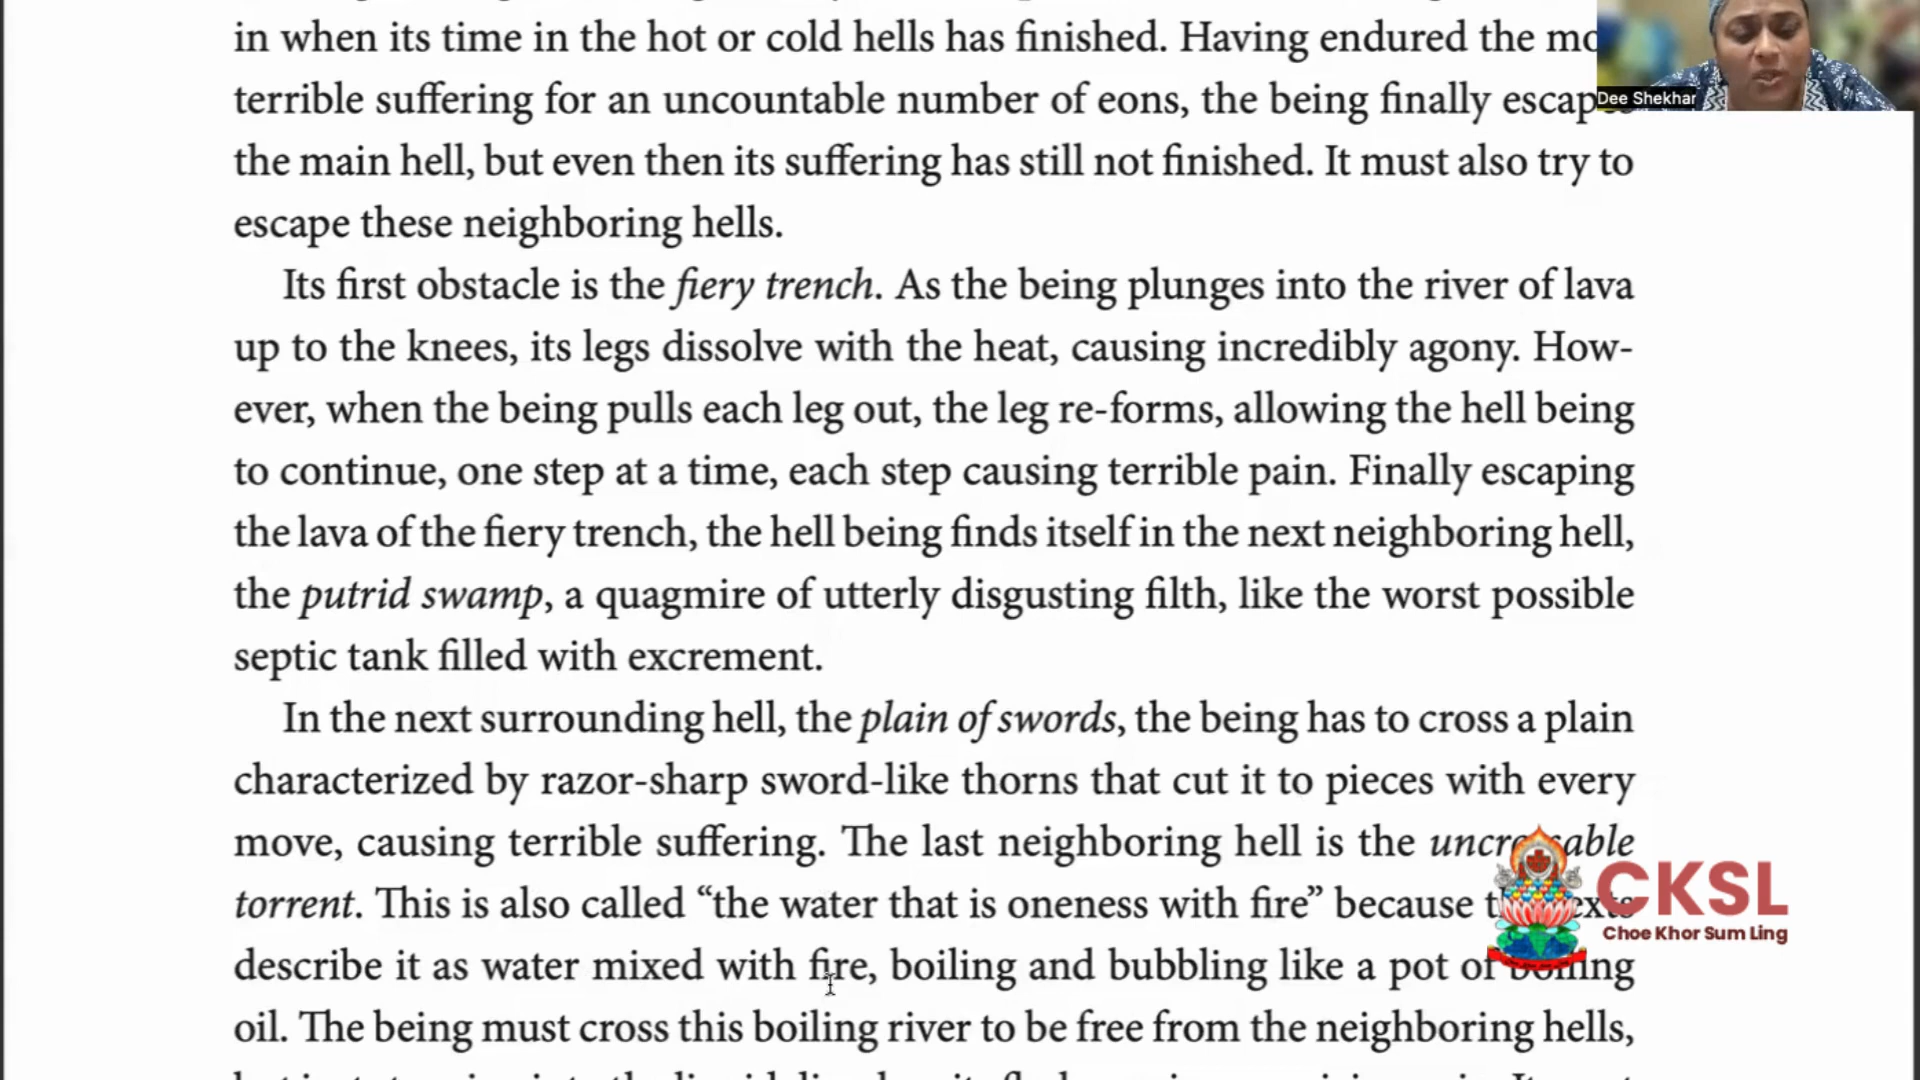 in when its time in the hot or cold hells has finished. Having endured the mo
Dee Shekhar
terrible suffering for an uncountable number of eons, the being finally escap
the main hell, but even then its suffering has still not finished. It must also try to
escape these neighboring hells.
Its first obstacle is the fiery trench. As the being plunges into the river of lava
up to the knees, its legs dissolve with the heat, causing incredibly agony. How-
ever, when the being pulls each leg out, the leg re-forms, allowing the hell being
to continue, one step at a time, each step causing terrible pain. Finally escaping
the lava of the fiery trench, the hell being finds itself in the next neighboring hell,
the putrid swamp, a quagmire of utterly disgusting filth, like the worst possible
septic tank filled with excrement.
In the next surrounding hell, the plain of swords, the being has to cross a plain
characterized by razor-sharp sword-like thorns that cut it to pieces with every
move, causing terrible suffering. The last neighboring hell is the
torrent. This is also called “the water that is oneness with fire” because
describe it as water mixed with fire, boiling and bubbling like a pot of boiling
oil. The being must cross this boiling river to be free from the neighboring hells,
CKSL
Choe Khor Sum Ling